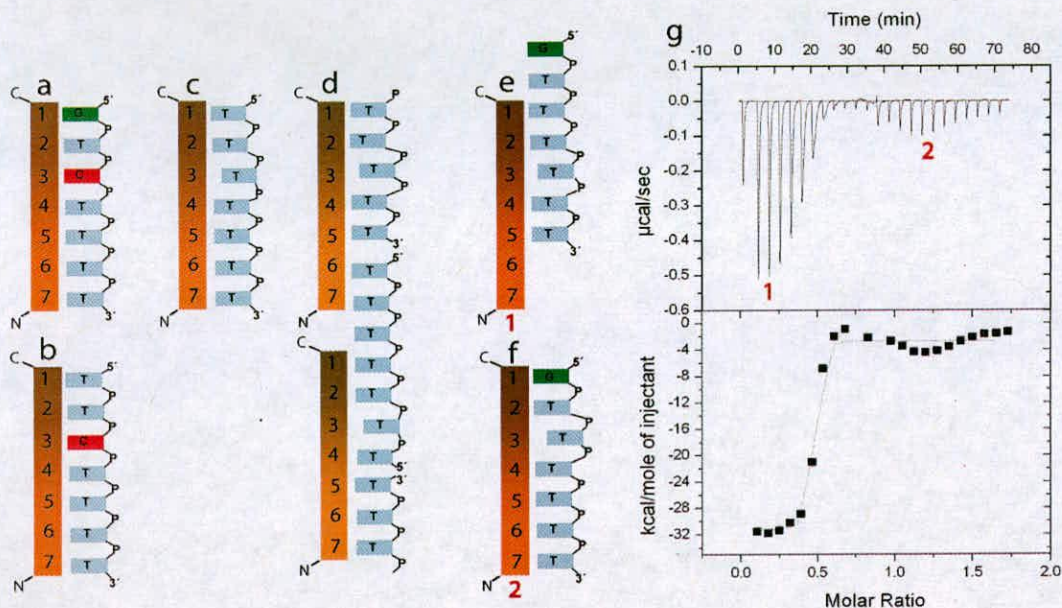 a
C
5´
1 G
P
2 T
P
3 C
P
4 T
P
5 T
P
6 T
P
7 T
3´
N
b
C
5´
1 T
P
2 T
P
3 C
P
4 T
P
5 T
P
6 T
P
7 T
3´
N
c
5´
1 T
P
2 T
P
3 T
P
4 T
P
5 T
P
6 T
P
7 T
3´
d
P
1 T
P
2 T
P
3 T
P
4 T
P
5 T
3´
5´
6 T
P
7 T
P
T
P
1 T
P
2 T
P
3 T
P
4 T
5´
3´
5 T
P
6 T
P
7 T
P
e
5´
G
P
T
P
C
1 T
P
2 T
P
3 T
P
4 T
P
5 T
3´
6
7
N
1
f
C
5´
1 G
P
2 T
P
3 T
P
4 T
P
5 T
P
6 T
P
7 T
3´
N
2
g
Time (min)
-10 0 10 20 30 40 50 60 70 80
0.1
0.0
-0.1
-0.2
-0.3
-0.4
-0.5
-0.6
µcal/sec
1
2
0
-4
-8
-12
-16
-20
-24
-28
-32
kcal/mole of injectant
0.0 0.5 1.0 1.5 2.0
Molar Ratio